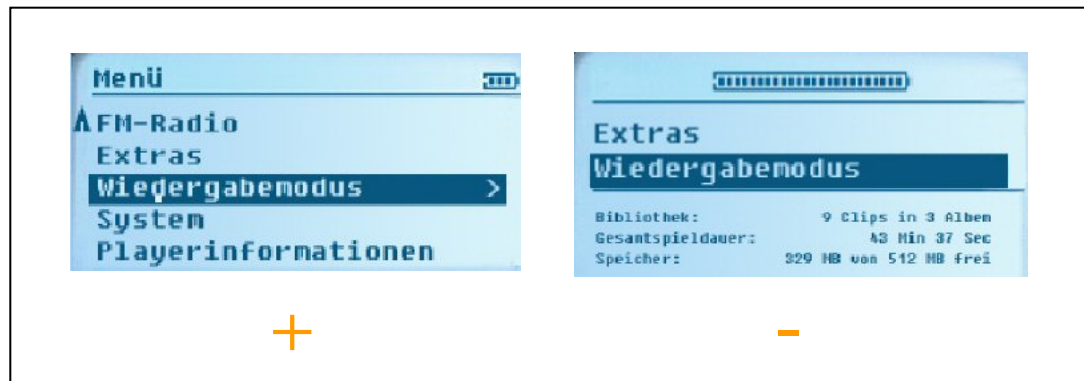 Menü
FM-Radio
Extras
Wiedergabemodus >
System
Playerinformationen
+
Extras
Wiedergabemodus
Bibliothek: 9 Clips in 3 Alben
Gesamtspieldauer: 43 Min 37 Sec
Speicher: 329 MB von 512 MB frei
-